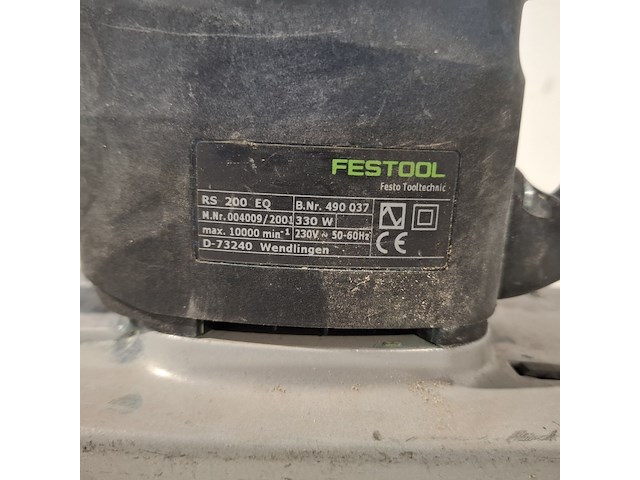 FESTOOL
Festo Tooltechnic
RS 200 EQ B.Nr. 490 037
M.Nr. 004009/2001 330 W
max. 10000 min-1 230V ~ 50-60Hz
D-73240 Wendlingen
CE